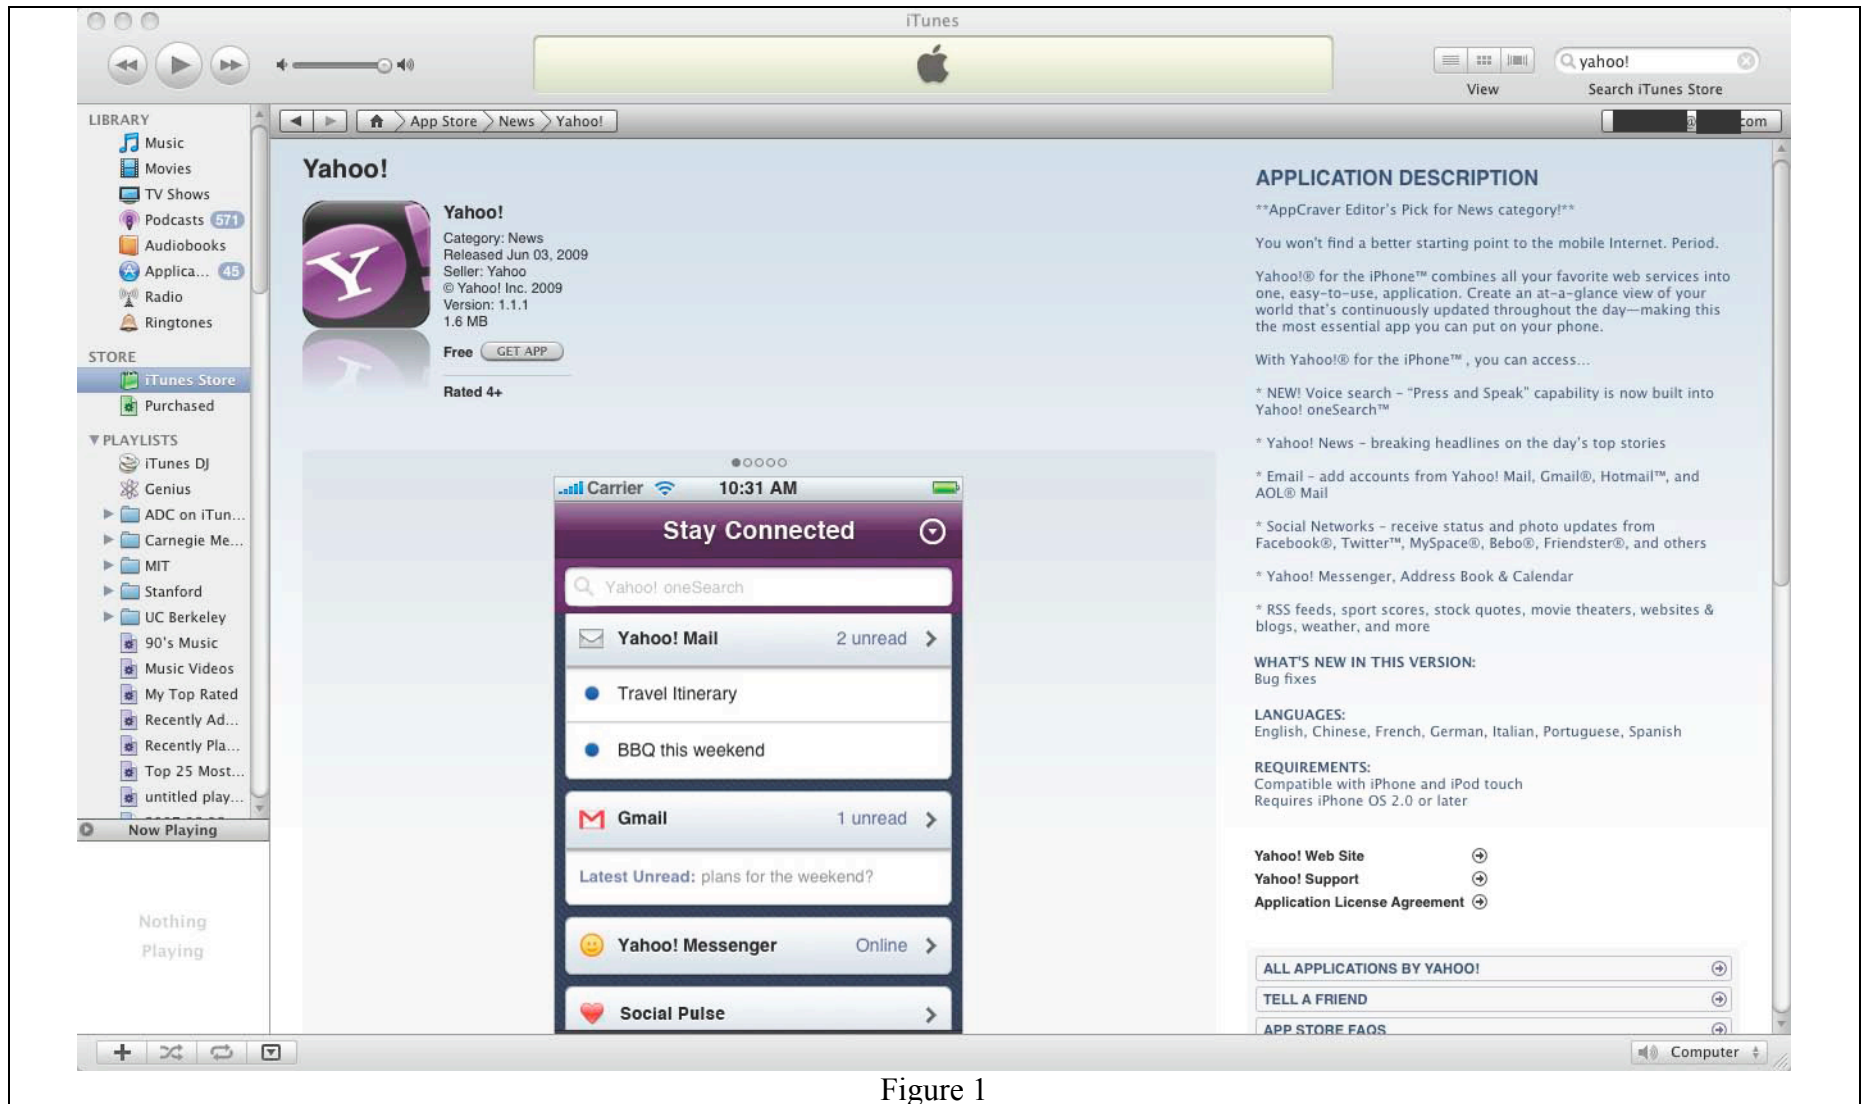 iTunes
yahoo!
View
Search iTunes Store
LIBRARY
Music
Movies
TV Shows
Podcasts 571
Audiobooks
Applica... 45
Radio
Ringtones
STORE
iTunes Store
Purchased
PLAYLISTS
iTunes DJ
Genius
ADC on iTun...
Carnegie Me...
MIT
Stanford
UC Berkeley
90's Music
Music Videos
My Top Rated
Recently Ad...
Recently Pla...
Top 25 Most...
untitled play...
Now Playing
Nothing
Playing
App Store News Yahoo!
@ com
Yahoo!
Yahoo!
Category: News
Released Jun 03, 2009
Seller: Yahoo
© Yahoo! Inc. 2009
Version: 1.1.1
1.6 MB
Free GET APP
Rated 4+
Carrier 10:31 AM
Stay Connected
Yahoo! oneSearch
Yahoo! Mail 2 unread
Travel Itinerary
BBQ this weekend
Gmail 1 unread
Latest Unread: plans for the weekend?
Yahoo! Messenger Online
Social Pulse
APPLICATION DESCRIPTION
**AppCraver Editor's Pick for News category!**
You won't find a better starting point to the mobile Internet. Period.
Yahoo!® for the iPhone™ combines all your favorite web services into
one, easy-to-use, application. Create an at-a-glance view of your
world that's continuously updated throughout the day—making this
the most essential app you can put on your phone.
With Yahoo!® for the iPhone™ , you can access...
* NEW! Voice search – “Press and Speak” capability is now built into
Yahoo! oneSearch™
* Yahoo! News – breaking headlines on the day's top stories
* Email – add accounts from Yahoo! Mail, Gmail®, Hotmail™, and
AOL® Mail
* Social Networks – receive status and photo updates from
Facebook®, Twitter™, MySpace®, Bebo®, Friendster®, and others
* Yahoo! Messenger, Address Book & Calendar
* RSS feeds, sport scores, stock quotes, movie theaters, websites &
blogs, weather, and more
WHAT'S NEW IN THIS VERSION:
Bug fixes
LANGUAGES:
English, Chinese, French, German, Italian, Portuguese, Spanish
REQUIREMENTS:
Compatible with iPhone and iPod touch
Requires iPhone OS 2.0 or later
Yahoo! Web Site
Yahoo! Support
Application License Agreement
ALL APPLICATIONS BY YAHOO!
TELL A FRIEND
APP STORE FAQS
Computer
Figure 1